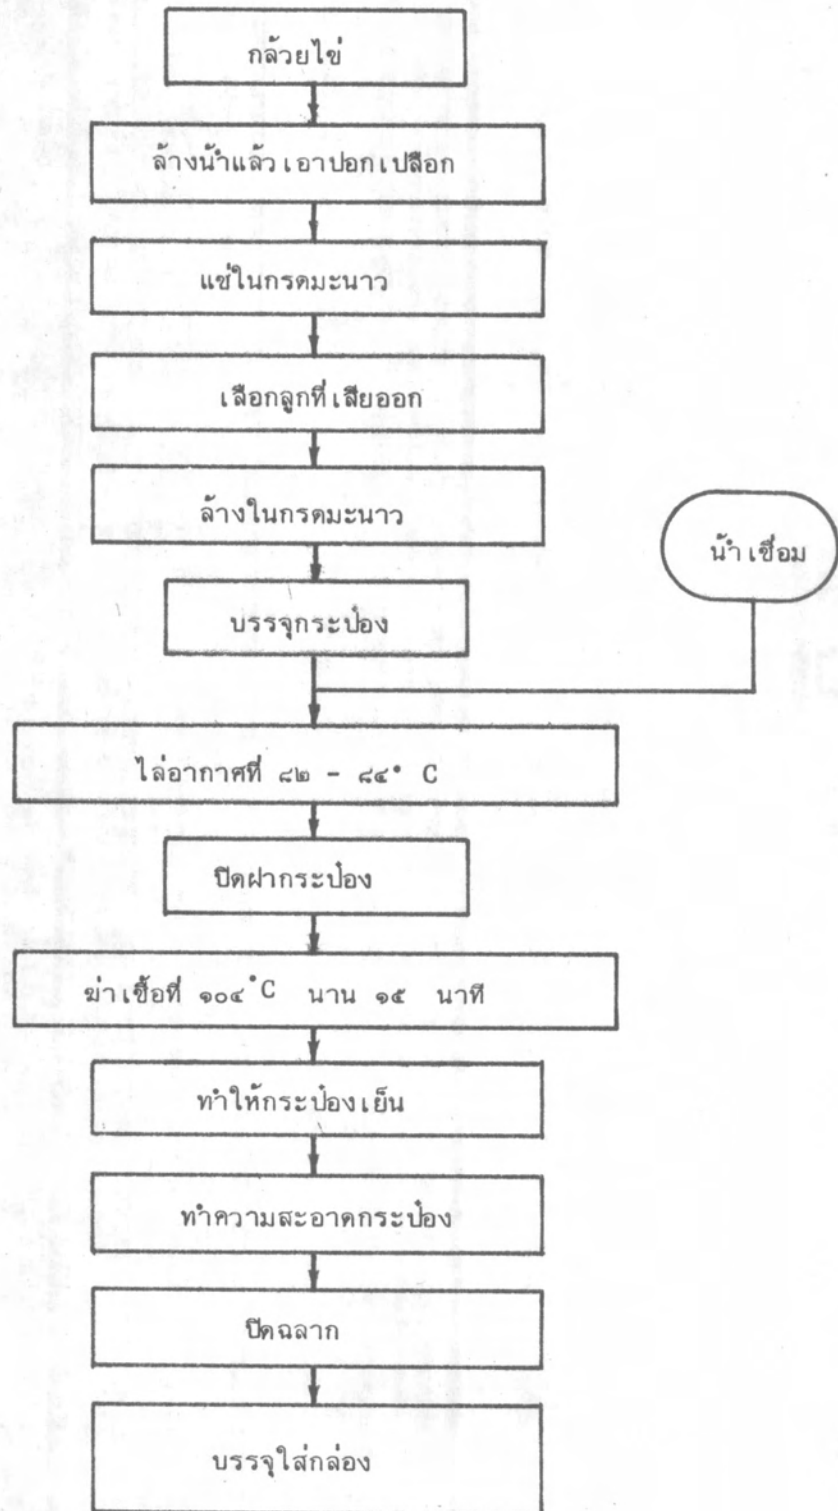 กล้วยไข่
ล้างน้ำแล้วเอาปอกเปลือก
แช่ในกรดมะนาว
เลือกลูกที่เสียออก
ล้างในกรดมะนาว
น้ำเชื่อม
บรรจุกระป๋อง
ไล่อากาศที่ ๘๒ - ๘๔° C
ปิดฝากระป๋อง
ฆ่าเชื้อที่ ๑๐๔°C นาน ๑๕ นาที
ทำให้กระป๋องเย็น
ทำความสะอาดกระป๋อง
ปิดฉลาก
บรรจุใส่กล่อง